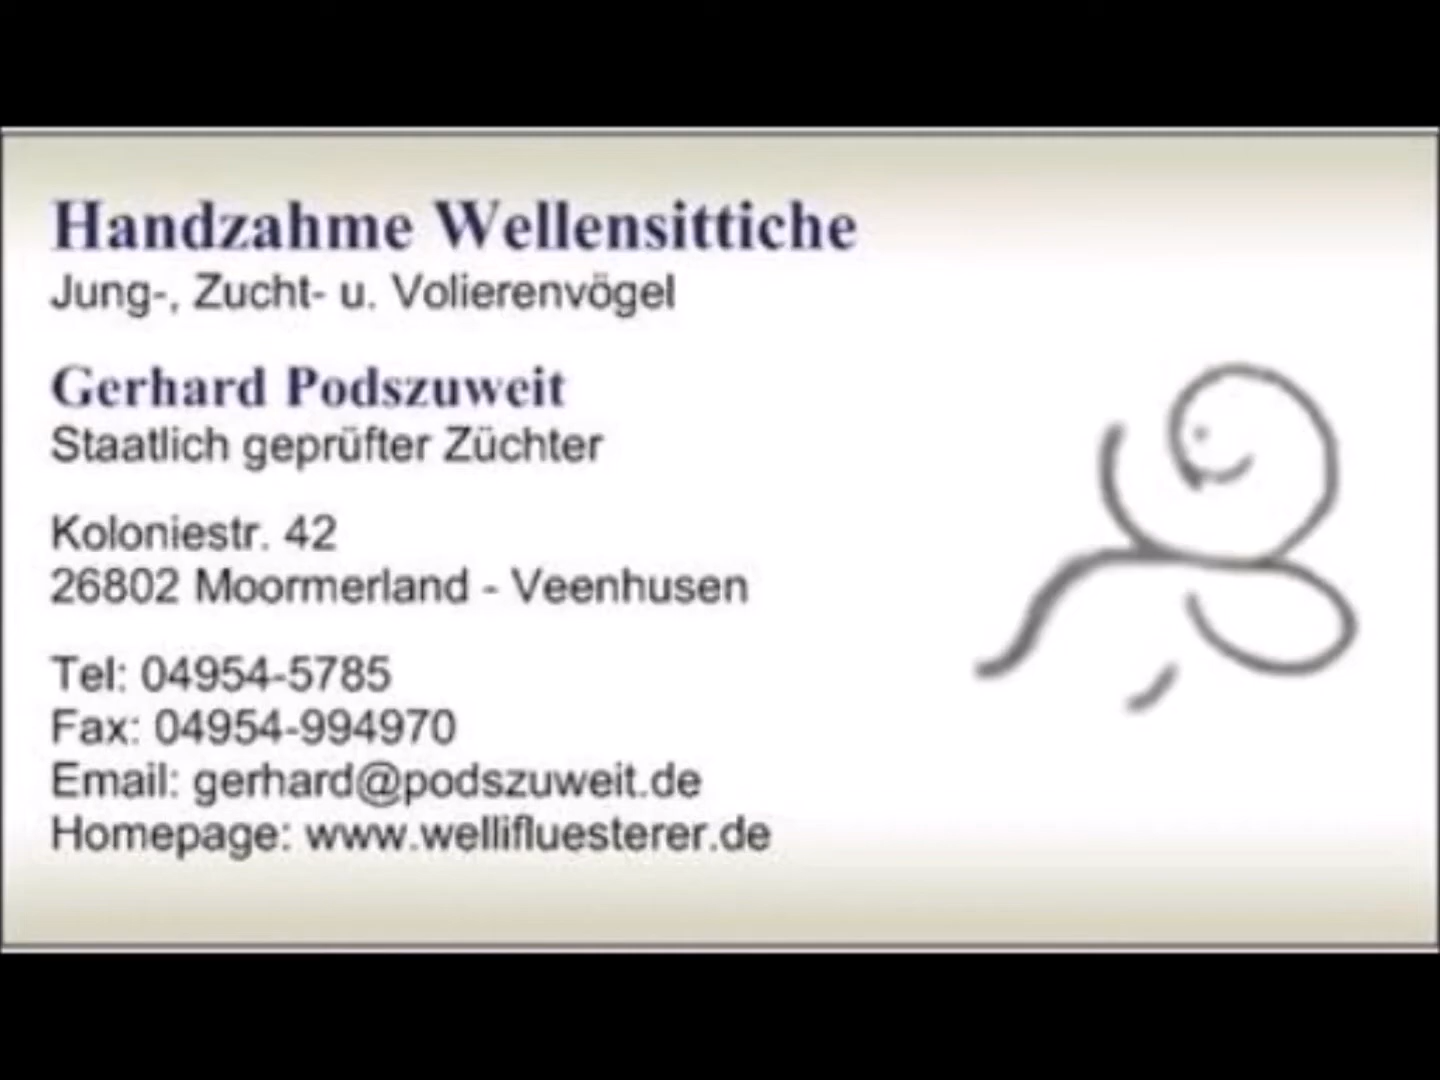 Handzahme Wellensittiche
Jung-, Zucht- u. Volierenvögel
Gerhard Podszuweit
Staatlich geprüfter Züchter
Koloniestr. 42
26802 Moormerland - Veenhusen
Tel: 04954-5785
Fax: 04954-994970
Email: gerhard@podszuweit.de
Homepage: www.wellifluesterer.de